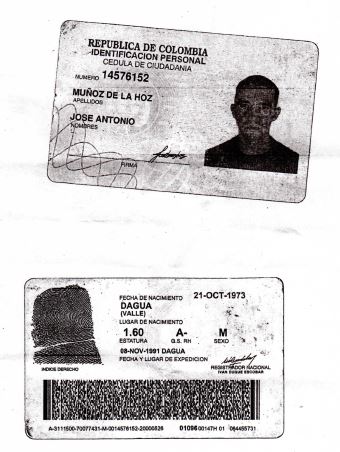 REPUBLICA DE COLOMBIA
IDENTIFICACION PERSONAL
CEDULA DE CIUDADANIA
NUMERO 14576152
MUÑOZ DE LA HOZ
APELLIDOS
JOSE ANTONIO
NOMBRES
FIRMA
FECHA DE NACIMIENTO 21-OCT-1973
DAGUA
(VALLE)
LUGAR DE NACIMIENTO
1.60 A- M
ESTATURA G.S. RH SEXO
08-NOV-1991 DAGUA
FECHA Y LUGAR DE EXPEDICION
INDICE DERECHO
REGISTRADOR NACIONAL
IVAN DUQUE ESCOBAR
A-3111500-70077431-M-0014576152-20000526 01096 00147H 01 084455731